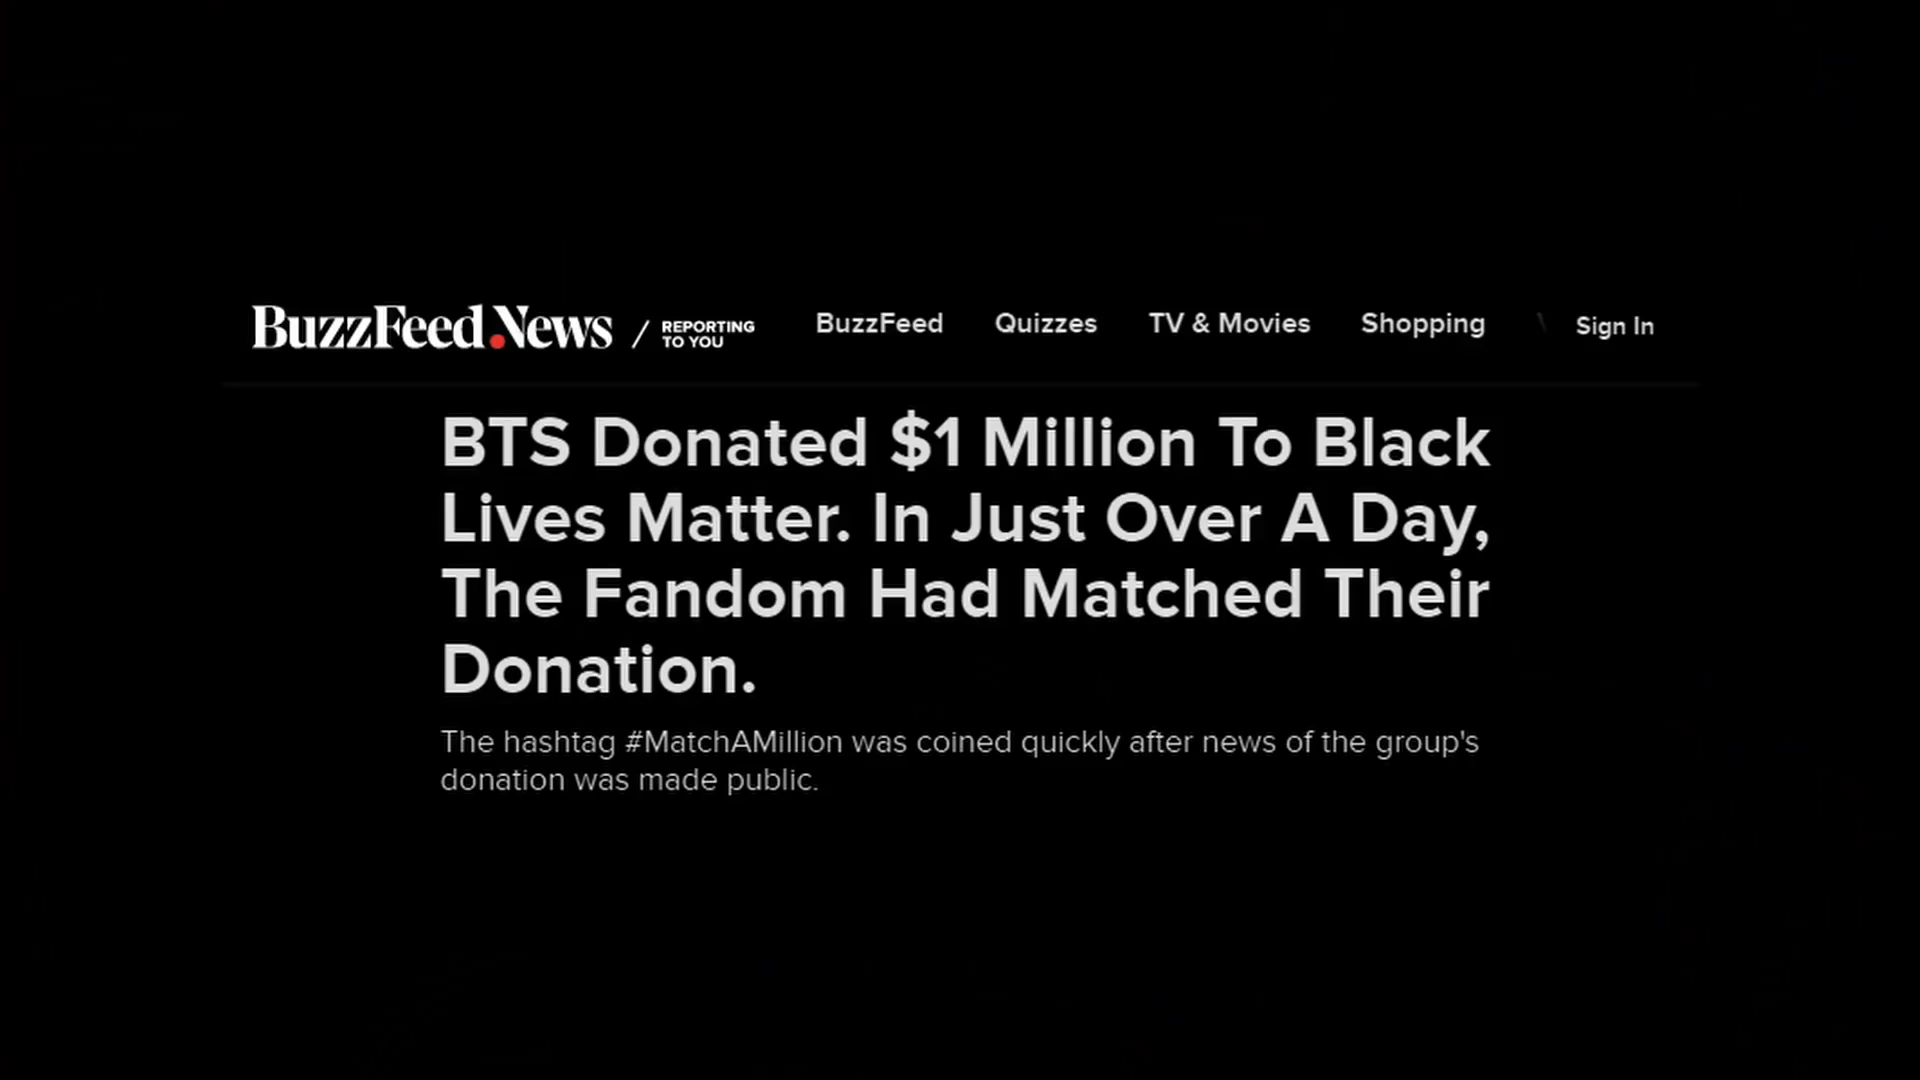 BuzzFeed News / REPORTING TO YOU BuzzFeed Quizzes TV & Movies Shopping Sign In
BTS Donated $1 Million To Black
Lives Matter. In Just Over A Day,
The Fandom Had Matched Their
Donation.
The hashtag #MatchAMillion was coined quickly after news of the group's
donation was made public.